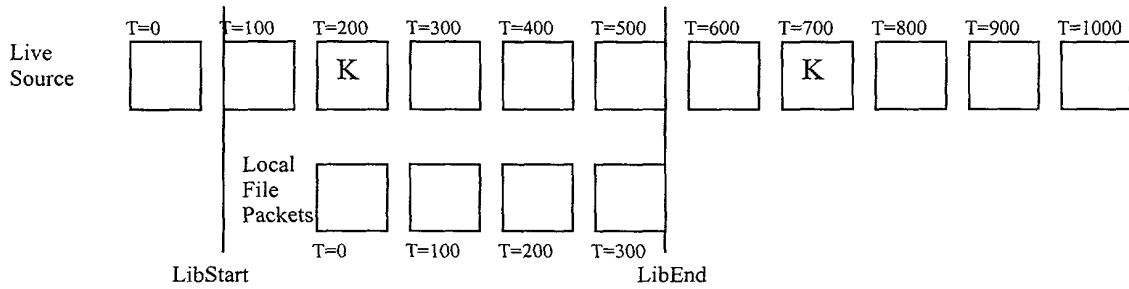 T=0 T=100 T=200 T=300 T=400 T=500 T=600 T=700 T=800 T=900 T=1000
Live
Source
K K
Local
File
Packets
T=0 T=100 T=200 T=300
LibStart LibEnd